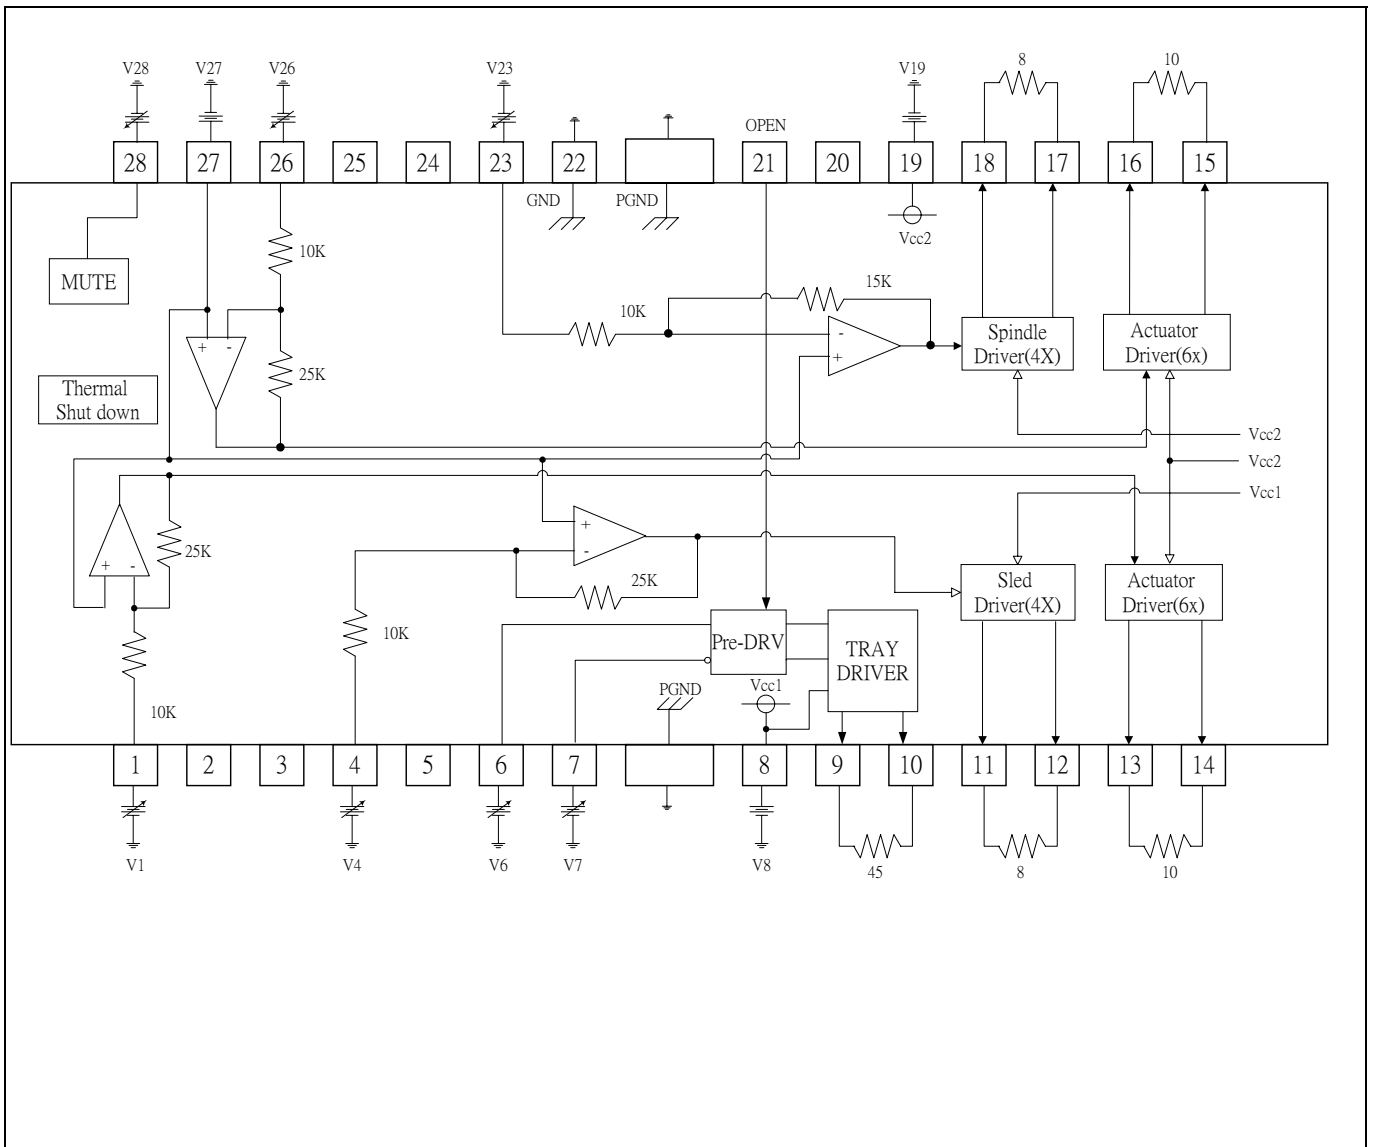 V28
V27
V26
V23
V19
8
10
OPEN
28
27
26
25
24
23
22
21
20
19
18
17
16
15
GND
PGND
Vcc2
10K
MUTE
15K
10K
Spindle
Driver(4X)
Actuator
Driver(6x)
+ -
-
+
25K
Thermal
Shut down
Vcc2
Vcc2
Vcc1
+
-
25K
+ -
25K
Sled
Driver(4X)
Actuator
Driver(6x)
10K
Pre-DRV
TRAY
DRIVER
PGND
Vcc1
10K
1
2
3
4
5
6
7
8
9
10
11
12
13
14
V1
V4
V6
V7
V8
45
8
10